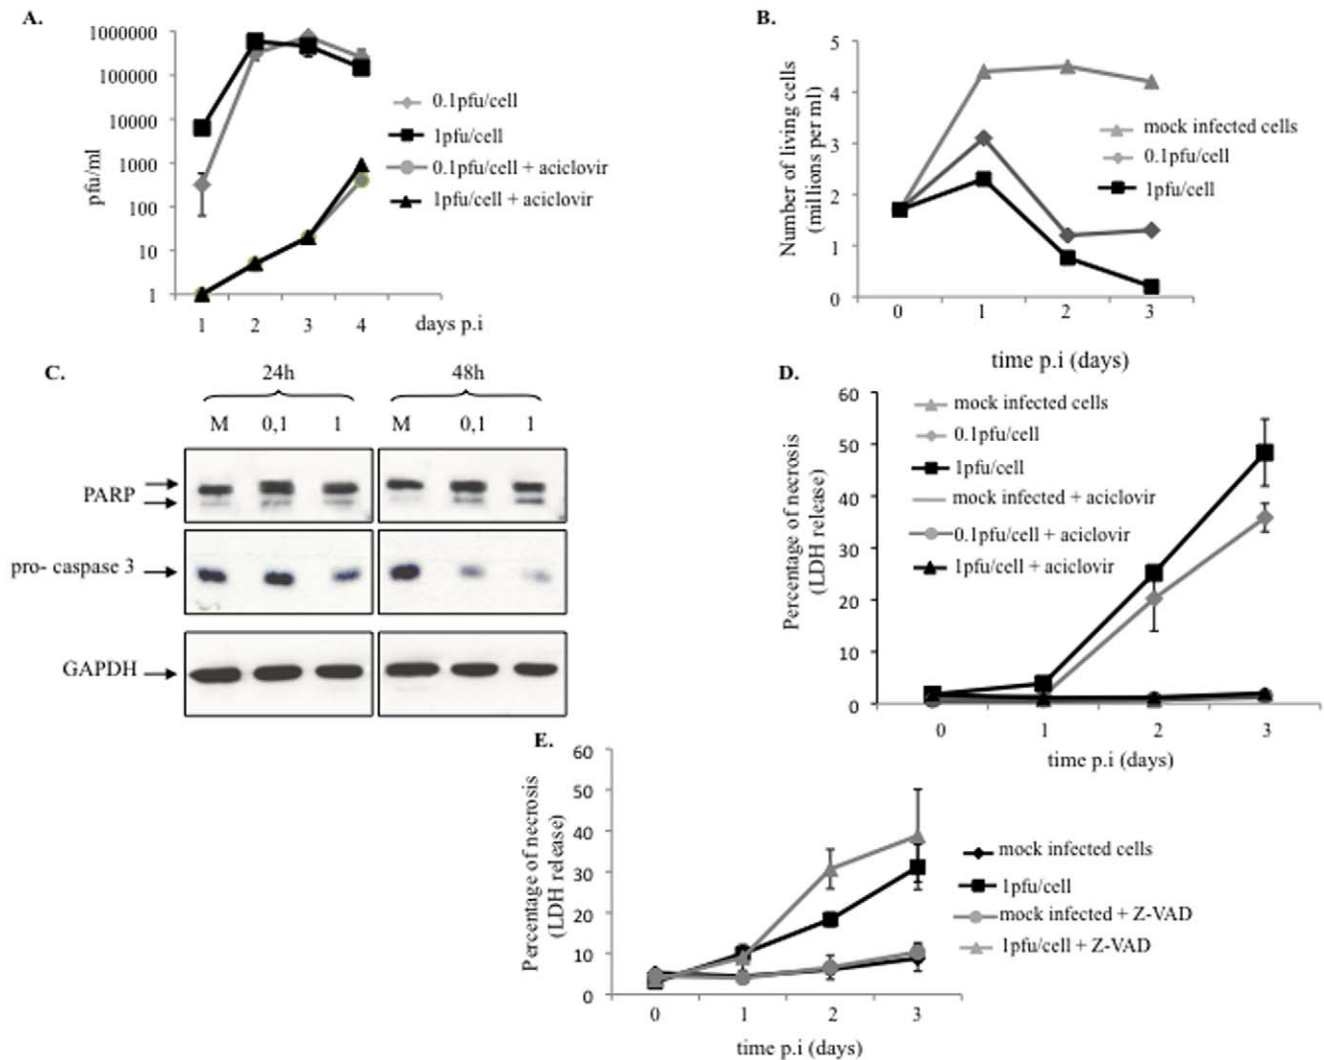 A.
1000000
100000
10000
1000
100
10
1
pfu/ml
1 2 3 4 days p.i
0.1pfu/cell
1pfu/cell
0.1pfu/cell + aciclovir
1pfu/cell + aciclovir
B.
5
4
3
2
1
0
Number of living cells
(millions per ml)
0 1 2 3
time p.i (days)
mock infected cells
0.1pfu/cell
1pfu/cell
C.
24h 48h
M 0,1 1 M 0,1 1
PARP
pro- caspase 3
GAPDH
D.
60
50
40
30
20
10
0
Percentage of necrosis
(LDH release)
0 1 2 3
time p.i (days)
mock infected cells
0.1pfu/cell
1pfu/cell
mock infected + aciclovir
0.1pfu/cell + aciclovir
1pfu/cell + aciclovir
E.
60
50
40
30
20
10
0
Percentage of necrosis
(LDH release)
0 1 2 3
time p.i (days)
mock infected cells
1pfu/cell
mock infected + Z-VAD
1pfu/cell + Z-VAD